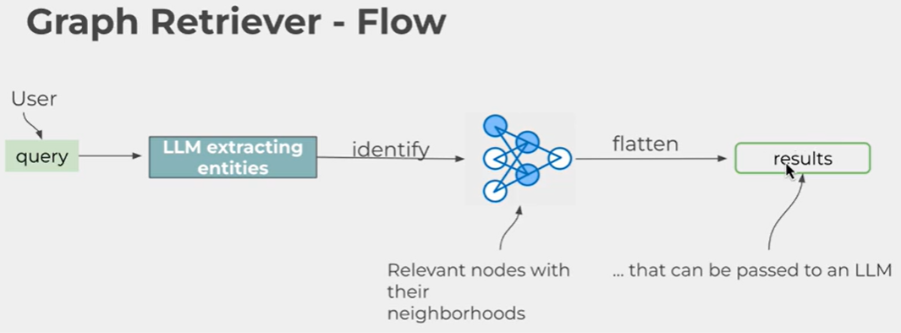 Graph Retriever - Flow
User
query
LLM extracting
entities
identify
flatten
results
Relevant nodes with
their
neighborhoods
... that can be passed to an LLM